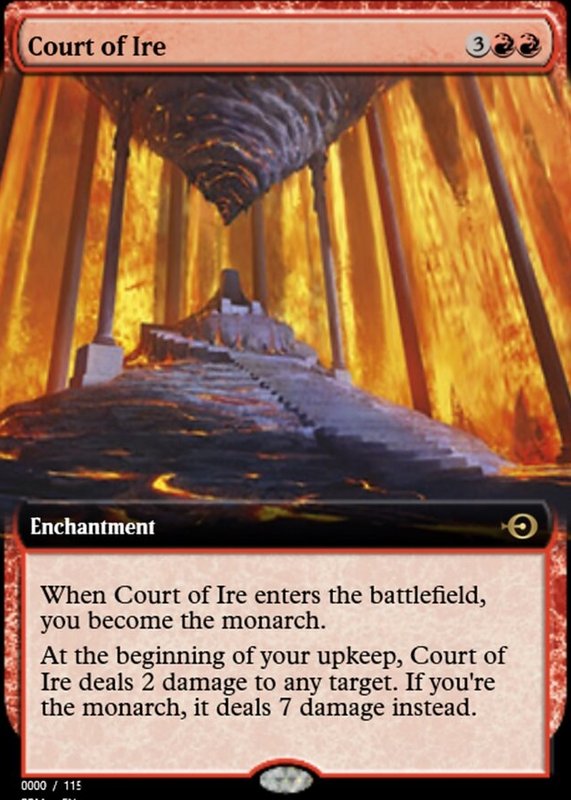 Court of Ire 3
Enchantment
When Court of Ire enters the battlefield,
you become the monarch.
At the beginning of your upkeep, Court of
Ire deals 2 damage to any target. If you're
the monarch, it deals 7 damage instead.
0000 / 115